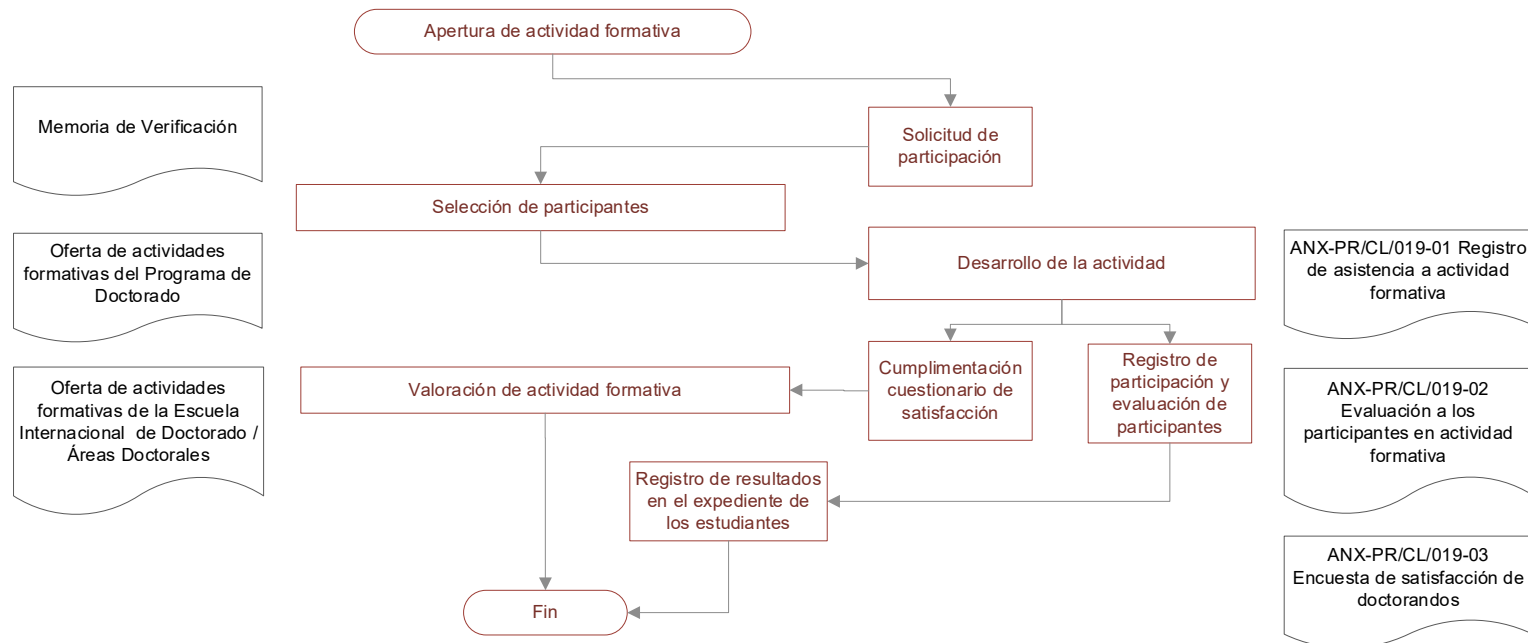 Apertura de actividad formativa
Memoria de Verificación
Solicitud de
participación
Selección de participantes
Oferta de actividades
formativas del Programa de
Doctorado
Desarrollo de la actividad
ANX-PR/CL/019-01 Registro
de asistencia a actividad
formativa
Oferta de actividades
formativas de la Escuela
Internacional de Doctorado /
Áreas Doctorales
Valoración de actividad formativa
Cumplimentación
cuestionario de
satisfacción
Registro de
participación y
evaluación de
participantes
ANX-PR/CL/019-02
Evaluación a los
participantes en actividad
formativa
Registro de resultados
en el expediente de
los estudiantes
ANX-PR/CL/019-03
Encuesta de satisfacción de
doctorandos
Fin